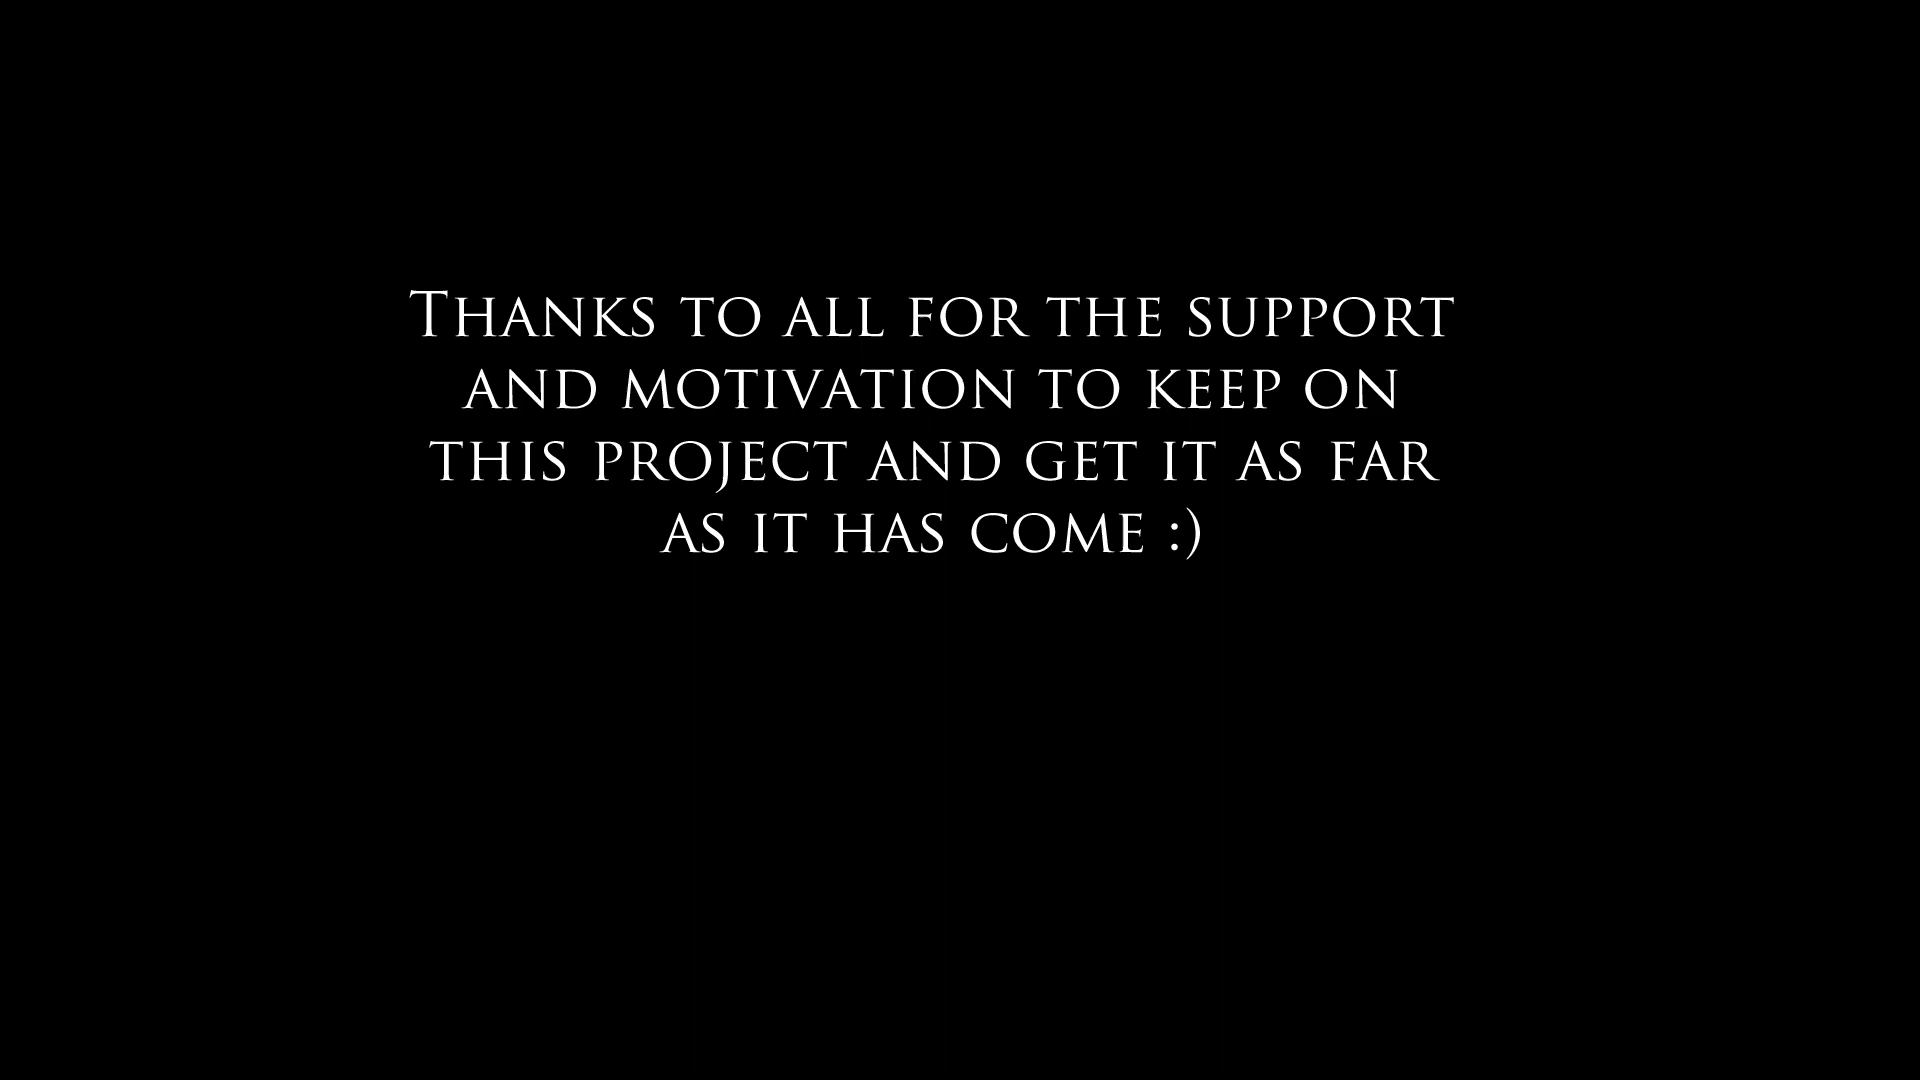 Thanks to all for the support
and motivation to keep on
this project and get it as far
as it has come :)